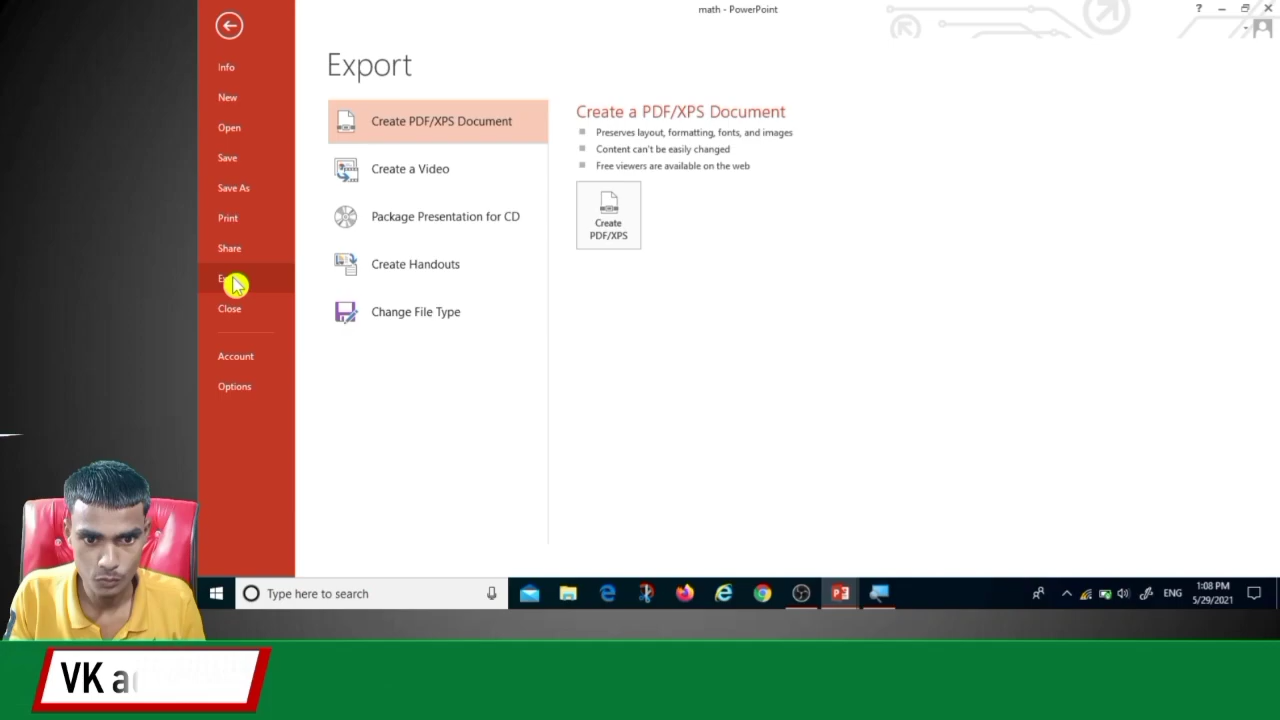 math - PowerPoint
?
Info
New
Open
Save
Save As
Print
Share
Close
Account
Options
Export
Create PDF/XPS Document
Create a Video
Package Presentation for CD
Create Handouts
Change File Type
Create a PDF/XPS Document
Preserves layout, formatting, fonts, and images
Content can't be easily changed
Free viewers are available on the web
Create
PDF/XPS
Type here to search
ENG
1:08 PM
5/29/2021
VK